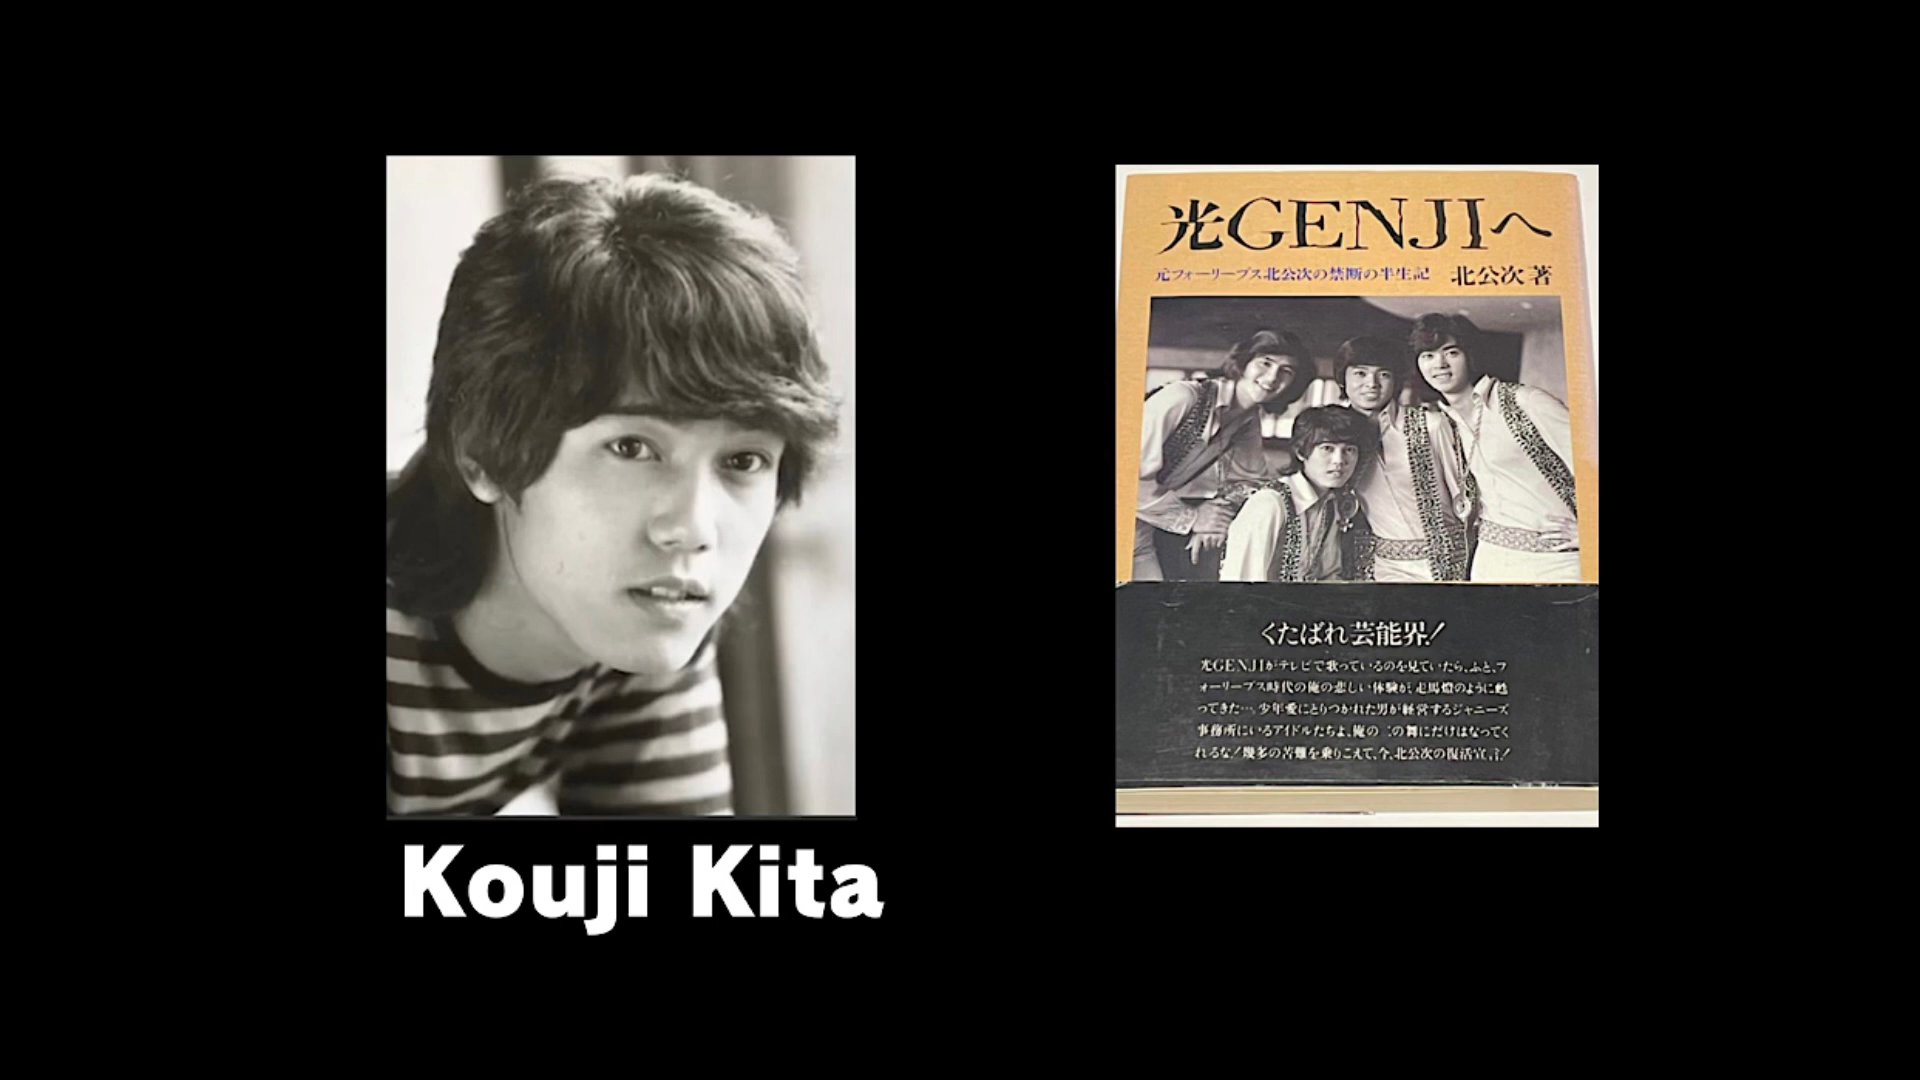 Kouji Kita
光GENJIへ
元フォーリーブス北公次の禁断の半生記 北公次 著
くたばれ芸能界!
光GENJIがテレビで歌っているのを見ていたら、ふと、フ
ォーリーブス時代の俺の悲しい体験が、走馬燈のように甦
ってきた…。少年愛にとりつかれた男が経営するジャニーズ
事務所にいるアイドルたちよ、俺の二の舞にだけはなってく
れるな!幾多の苦難を乗りこえて、今、北公次の復活宣言!